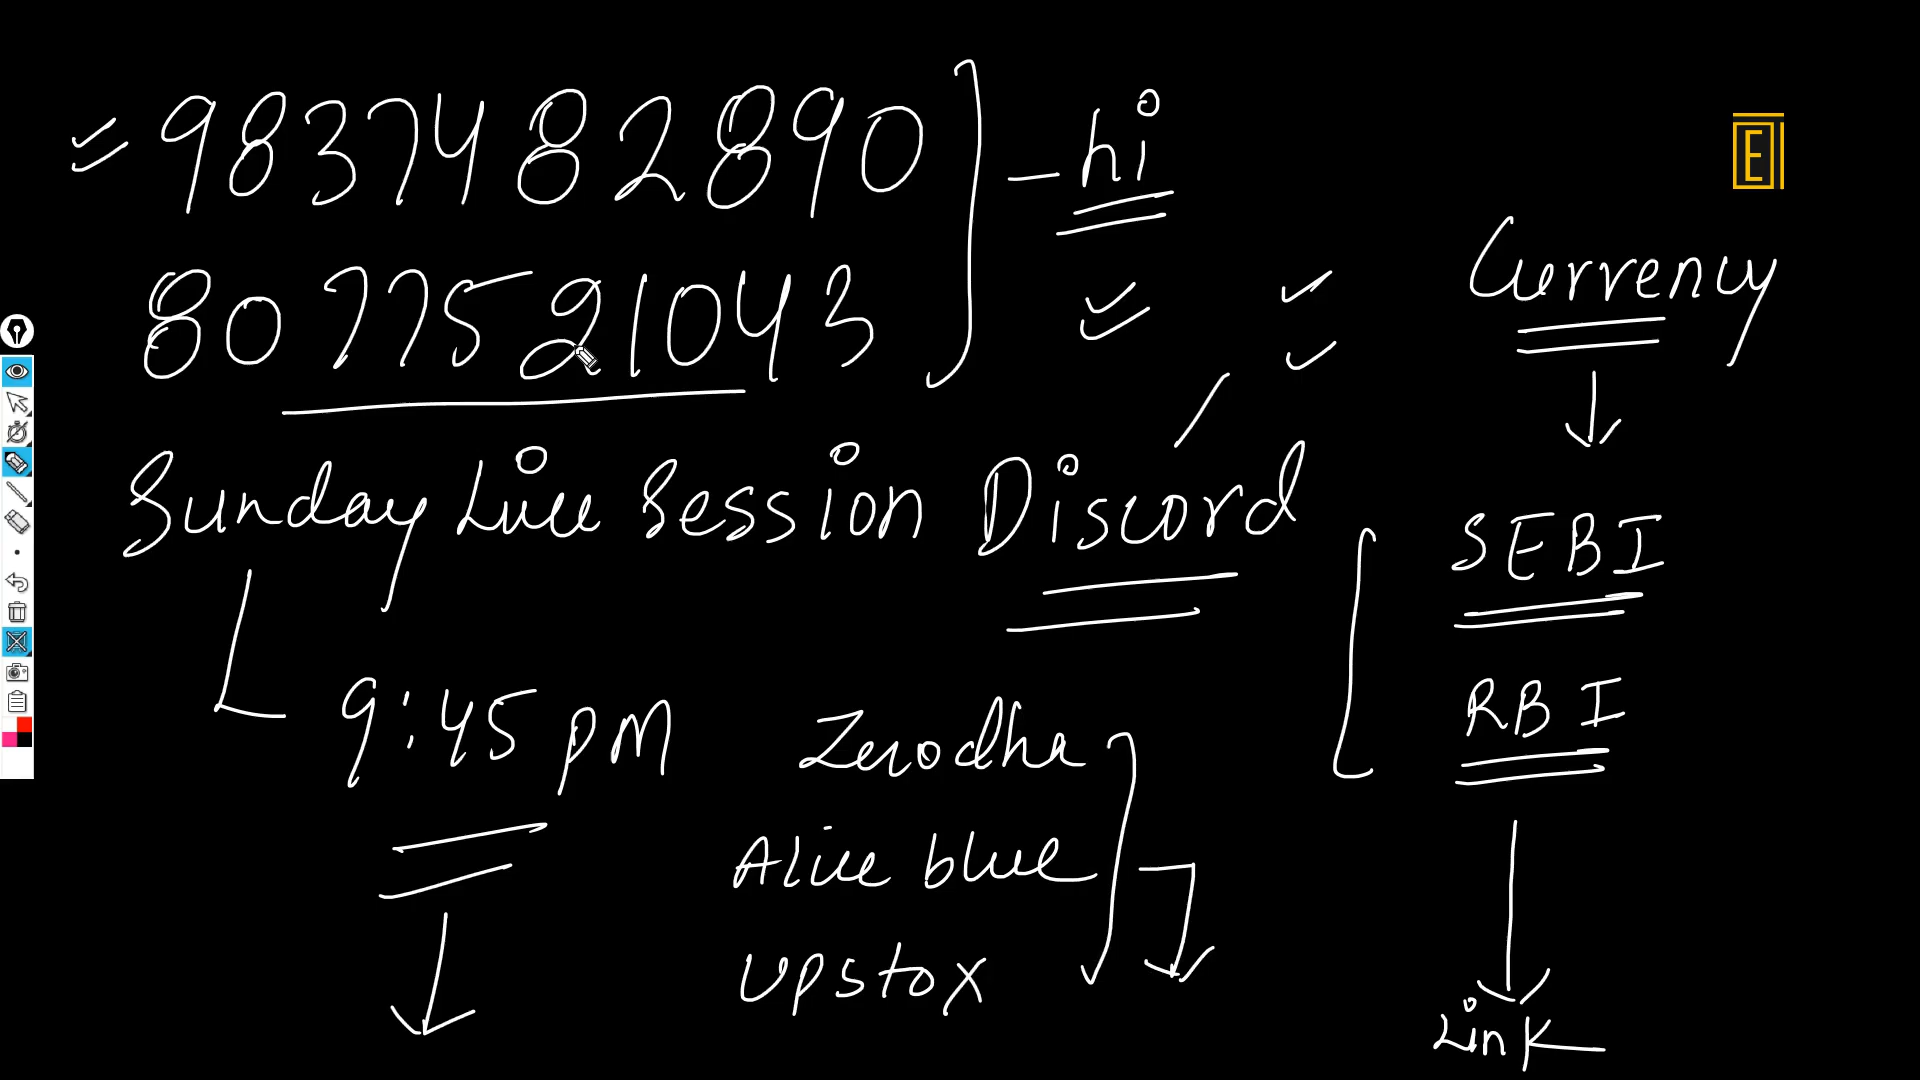 = 9837482890 - hi
8077521043
Sunday Live Session Discord
9:45 pm
Zerodha
Alice blue
Upstox
E
Currency
SEBI
RBI
Link